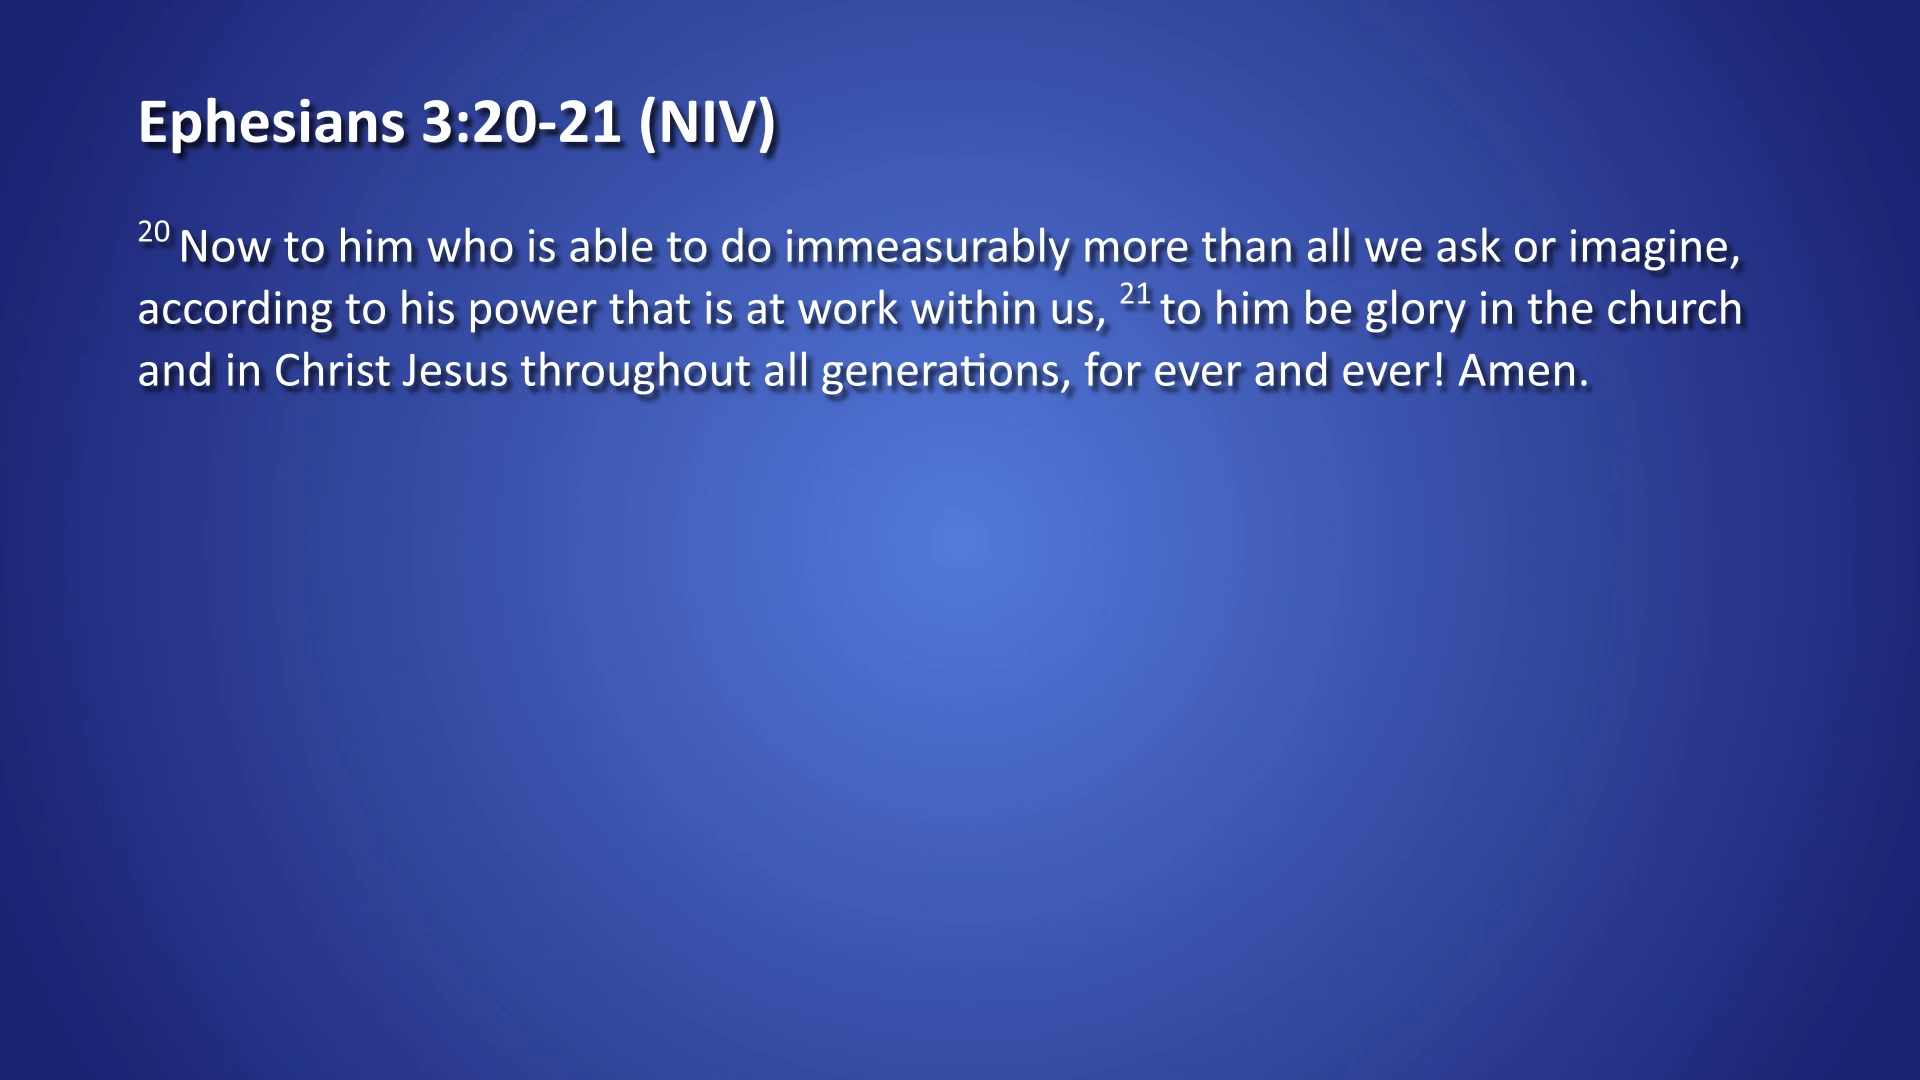 Ephesians 3:20-21 (NIV)
20 Now to him who is able to do immeasurably more than all we ask or imagine,
according to his power that is at work within us, 21 to him be glory in the church
and in Christ Jesus throughout all generations, for ever and ever! Amen.